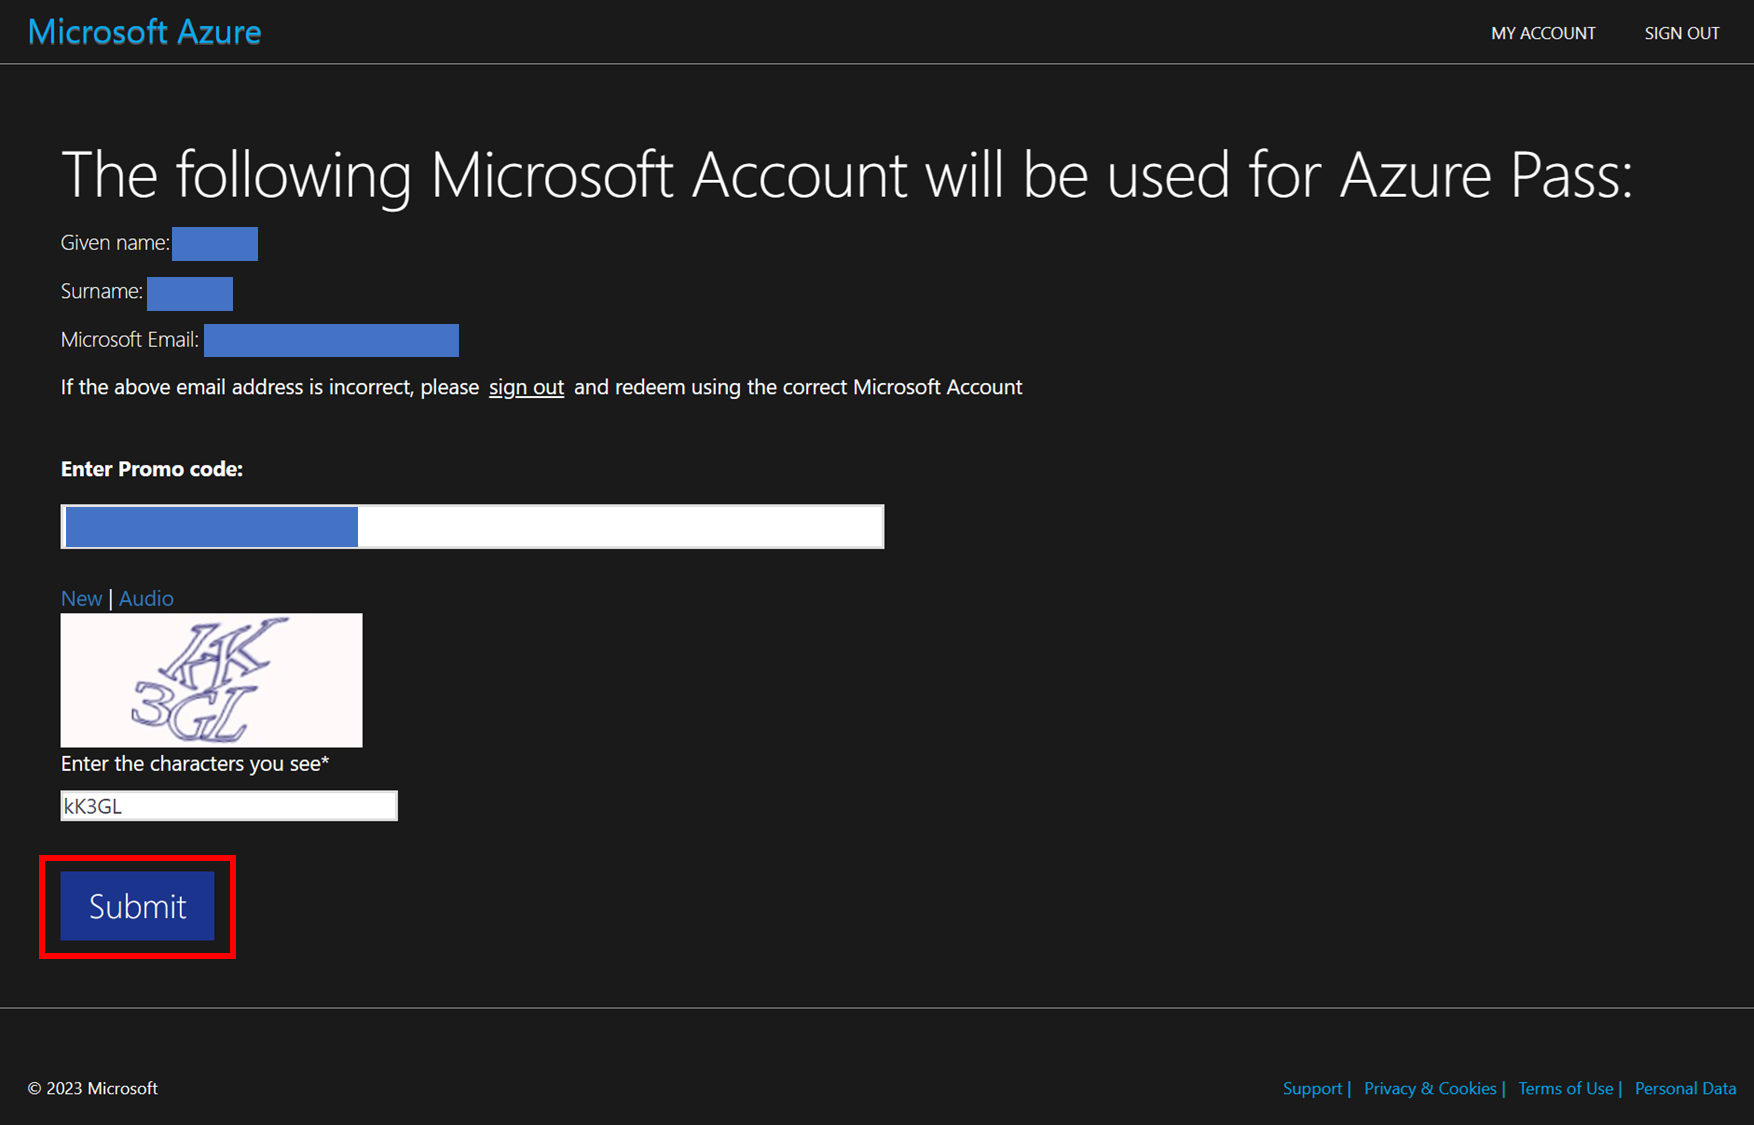 Microsoft Azure
MY ACCOUNT SIGN OUT
The following Microsoft Account will be used for Azure Pass:
Given name:
Surname:
Microsoft Email:
If the above email address is incorrect, please sign out and redeem using the correct Microsoft Account
Enter Promo code:
New | Audio
kK
3GL
Enter the characters you see*
kK3GL
Submit
© 2023 Microsoft
Support | Privacy & Cookies | Terms of Use | Personal Data